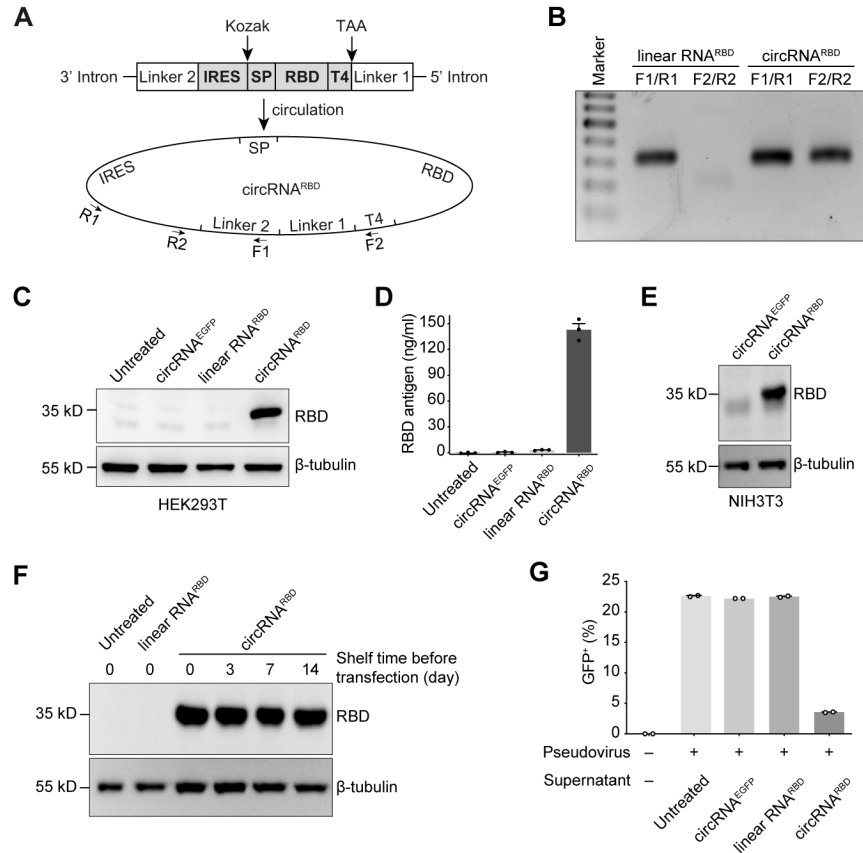 A
Kozak TAA
3′ Intron Linker 2 IRES SP RBD T4 Linker 1 5′ Intron
circulation
SP
IRES RBD
circRNA^RBD
R1 R2 Linker 2 F1 Linker 1 T4 F2
B
Marker
linear RNA^RBD circRNA^RBD
F1/R1 F2/R2 F1/R1 F2/R2
C
Untreated
circRNA^EGFP
linear RNA^RBD
circRNA^RBD
35 kD RBD
55 kD β-tubulin
HEK293T
D
RBD antigen (ng/ml)
150
120
90
60
30
0
Untreated
circRNA^EGFP
linear RNA^RBD
circRNA^RBD
E
circRNA^EGFP
circRNA^RBD
35 kD RBD
55 kD β-tubulin
NIH3T3
F
Untreated
linear RNA^RBD
circRNA^RBD
0 0 0 3 7 14 Shelf time before
transfection (day)
35 kD RBD
55 kD β-tubulin
G
GFP⁺ (%)
25
20
15
10
5
0
Pseudovirus – + + + +
Supernatant –
Untreated
circRNA^EGFP
linear RNA^RBD
circRNA^RBD